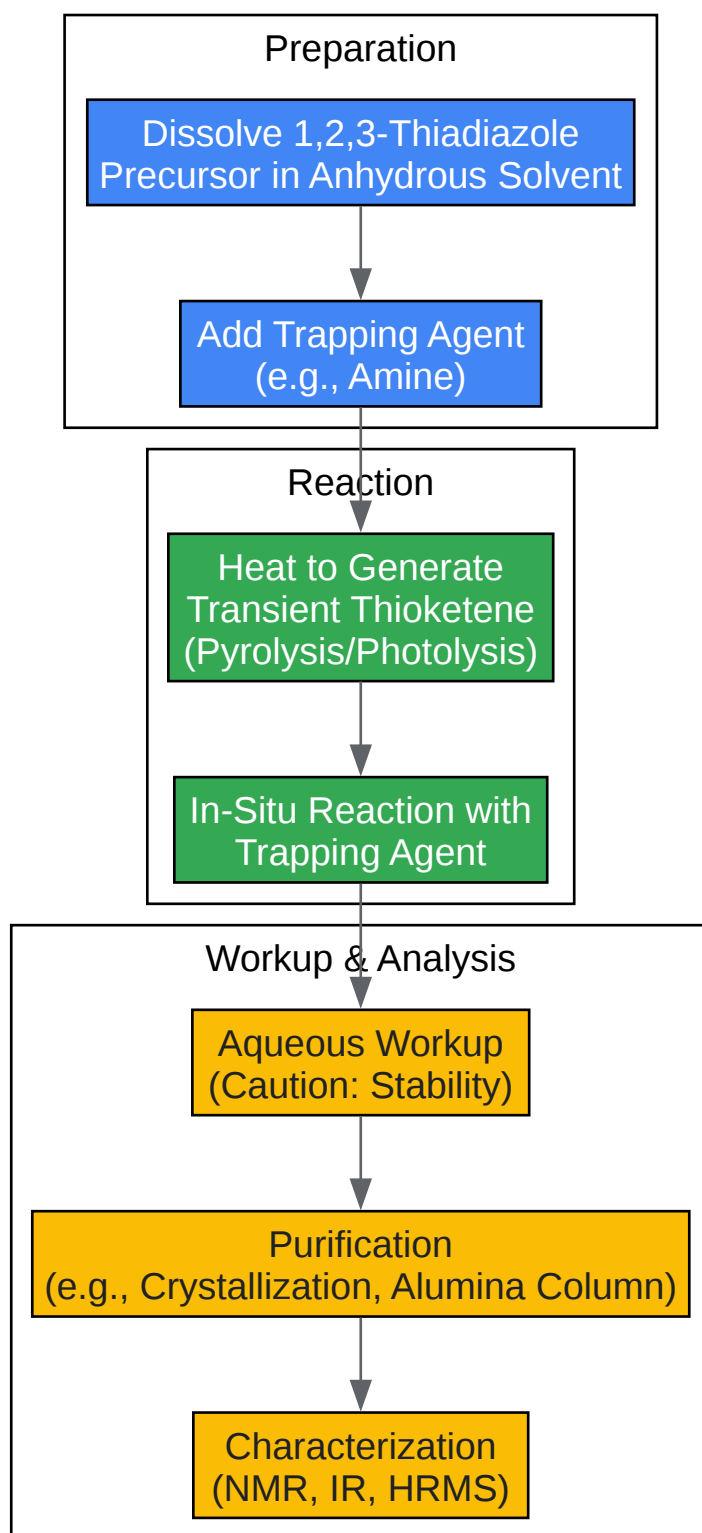 Preparation
Dissolve 1,2,3-Thiadiazole
Precursor in Anhydrous Solvent
Add Trapping Agent
(e.g., Amine)
Reaction
Heat to Generate
Transient Thioketene
(Pyrolysis/Photolysis)
In-Situ Reaction with
Trapping Agent
Workup & Analysis
Aqueous Workup
(Caution: Stability)
Purification
(e.g., Crystallization, Alumina Column)
Characterization
(NMR, IR, HRMS)